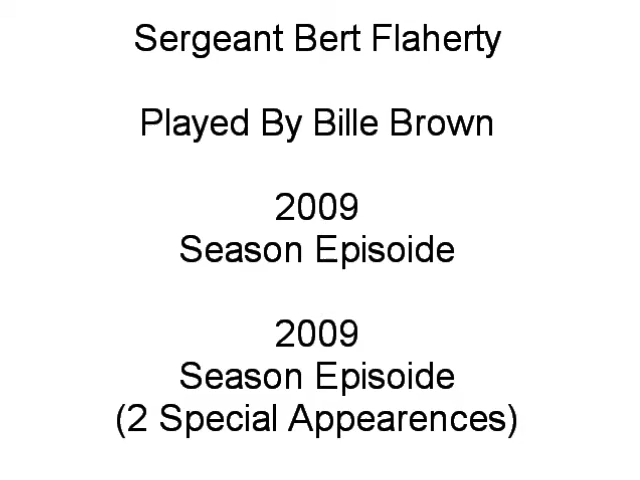 Sergeant Bert Flaherty
Played By Bille Brown
2009
Season Episoide
2009
Season Episoide
(2 Special Appearences)